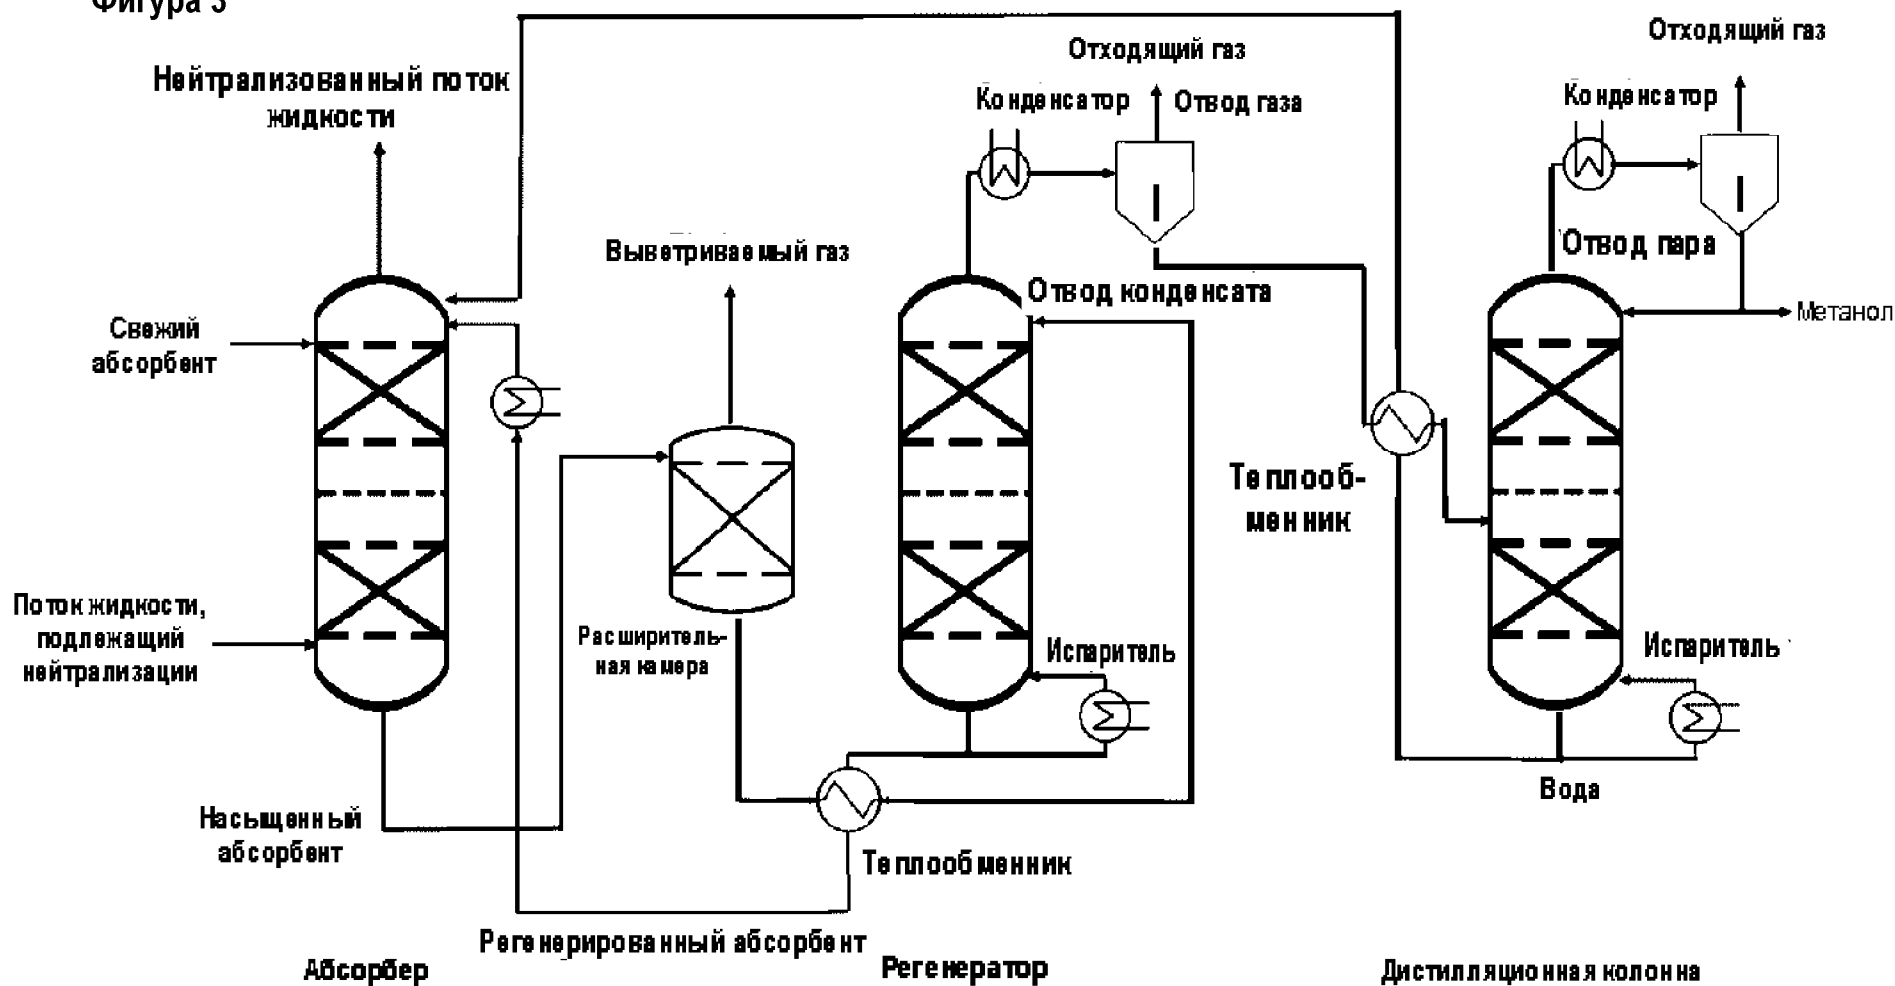 Фигура 3
Отходящий газ
Отходящий газ
Нейтрализованный поток
жидкости
Конденсатор
Отвод газа
Конденсатор
Выветриваемый газ
Отвод пара
Отвод конденсата
Метанол
Свежий
абсорбент
Теплооб-
менник
Поток жидкости,
подлежащий
нейтрализации
Расширитель-
ная камера
Испаритель
Испаритель
Вода
Насыщенный
абсорбент
Теплообменник
Регенерированный абсорбент
Абсорбер
Регенератор
Дистилляционная колонна